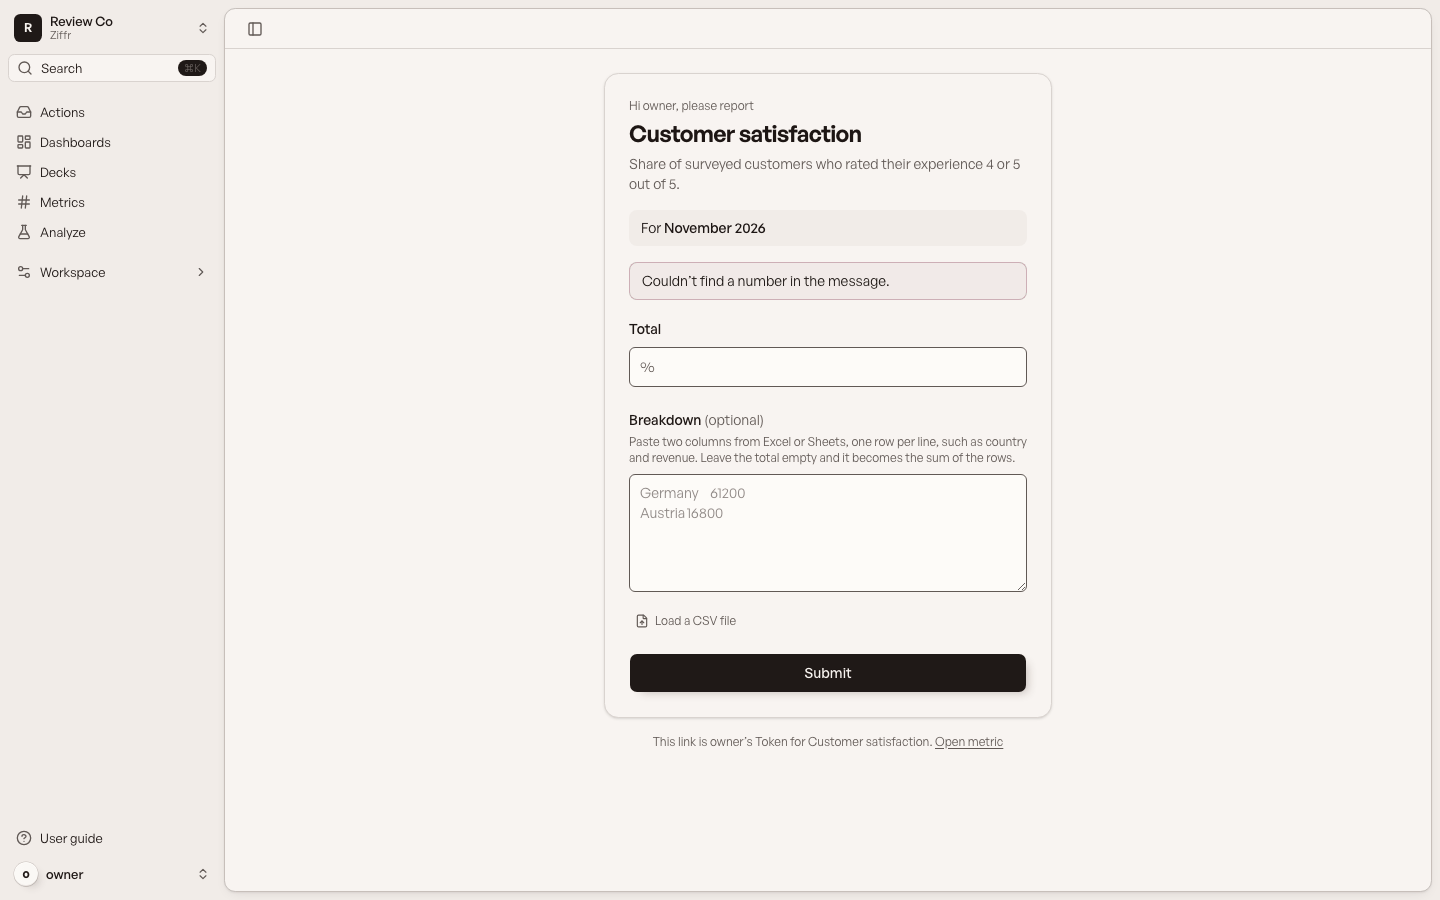 R
Review Co
Ziffr
Search
⌘K
Actions
Dashboards
Decks
Metrics
Analyze
Workspace
User guide
o
owner
Hi owner, please report
Customer satisfaction
Share of surveyed customers who rated their experience 4 or 5
out of 5.
For November 2026
Couldn’t find a number in the message.
Total
%
Breakdown (optional)
Paste two columns from Excel or Sheets, one row per line, such as country
and revenue. Leave the total empty and it becomes the sum of the rows.
Germany 61200
Austria 16800
Load a CSV file
Submit
This link is owner’s Token for Customer satisfaction. Open metric